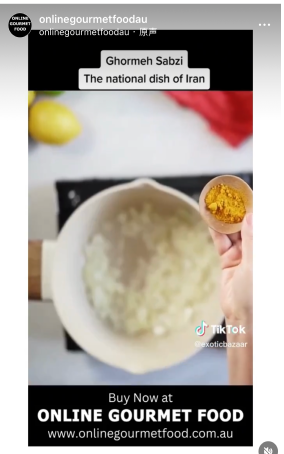 ONLINE
GOURMET
FOOD
onlinegourmetfoodau
onlinegourmetfoodau · 原声
Ghormeh Sabzi
The national dish of Iran
TikTok
@exoticbazaar
Buy Now at
ONLINE GOURMET FOOD
www.onlinegourmetfood.com.au